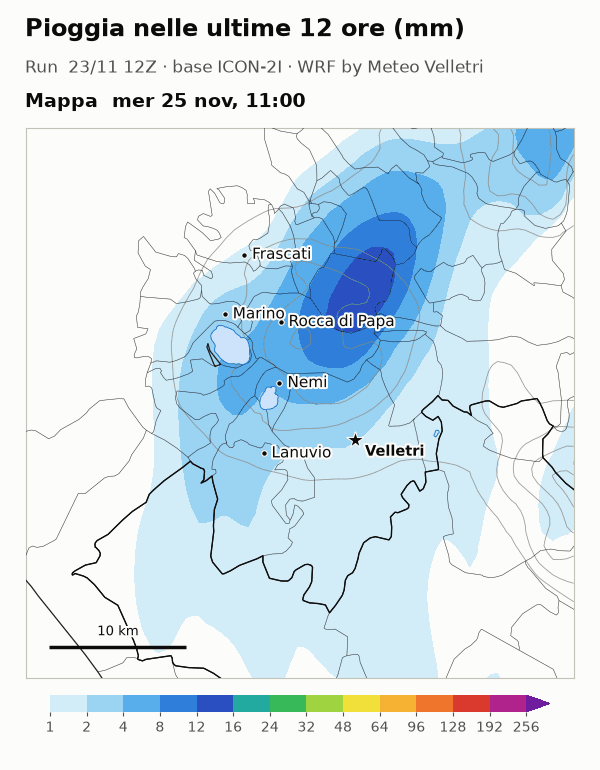 Pioggia nelle ultime 12 ore (mm)
Run 23/11 12Z · base ICON-2I · WRF by Meteo Velletri
Mappa mer 25 nov, 11:00
Frascati
Marino
Rocca di Papa
Nemi
Velletri
Lanuvio
10 km
1 2 4 8 12 16 24 32 48 64 96 128 192 256